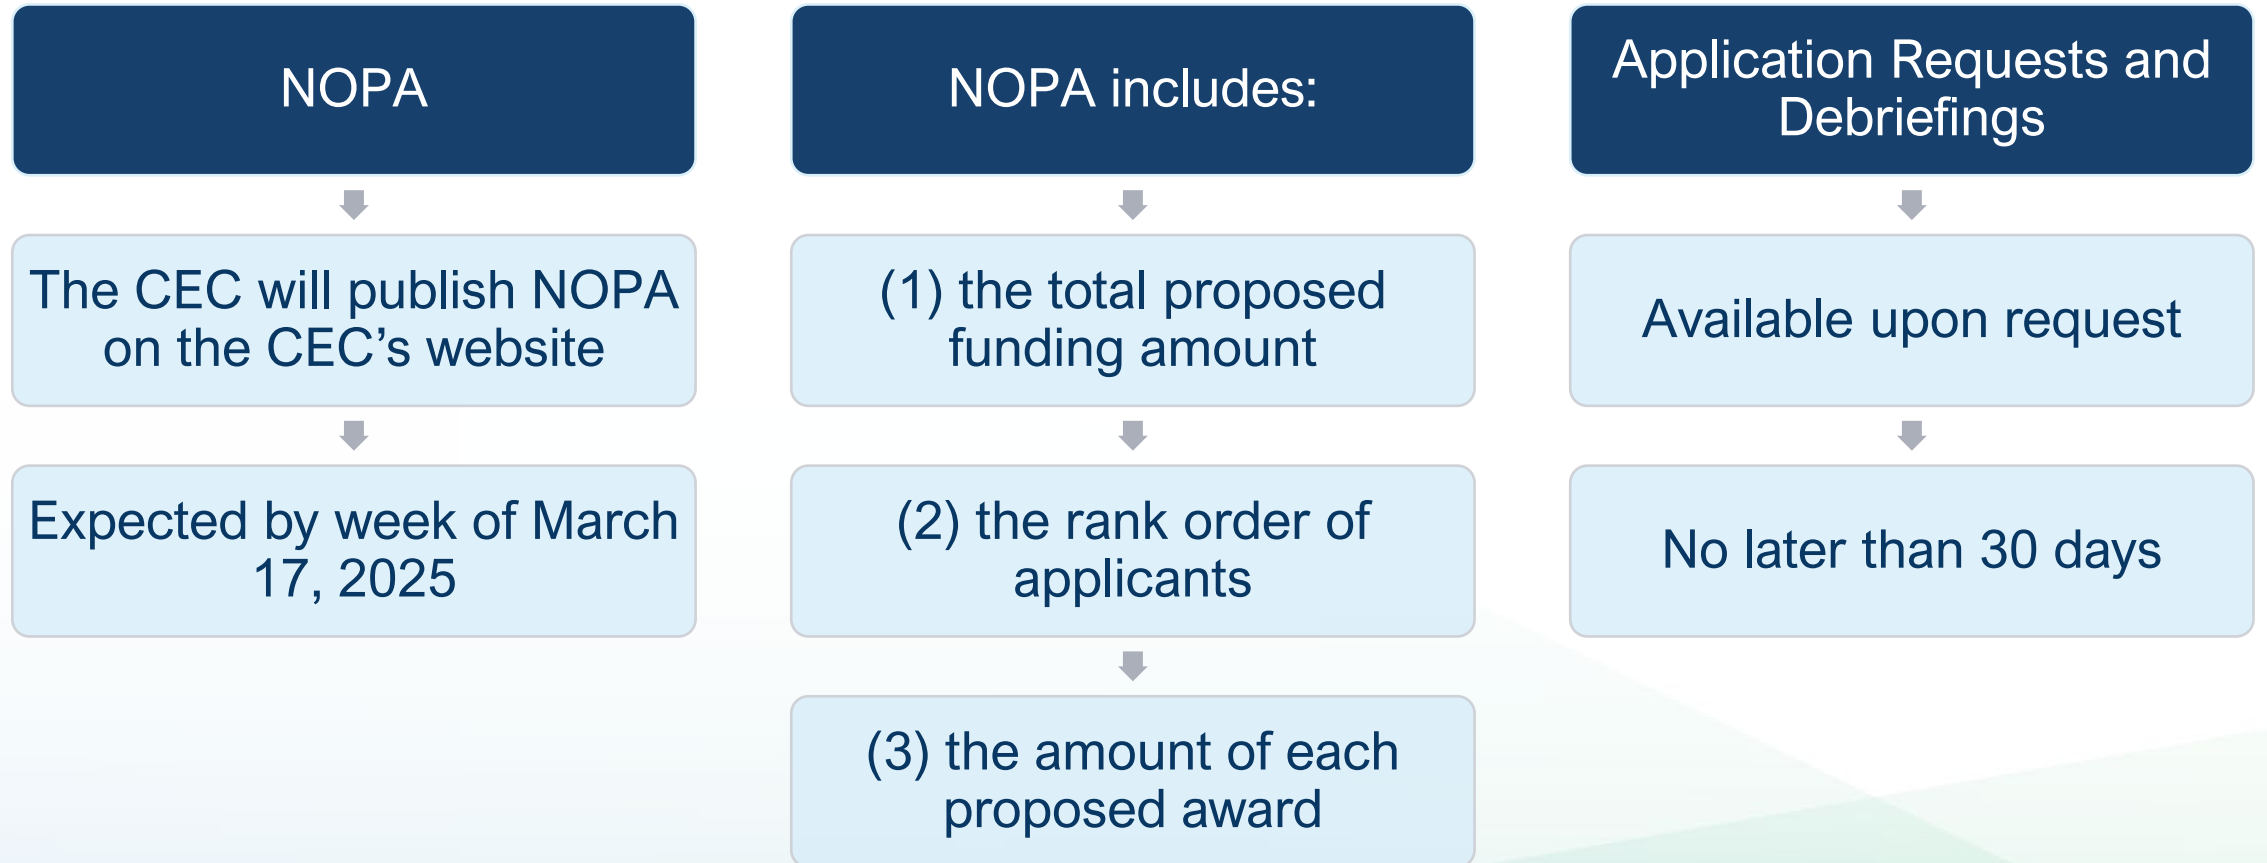 NOPA
The CEC will publish NOPA
on the CEC’s website
Expected by week of March
17, 2025
NOPA includes:
(1) the total proposed
funding amount
(2) the rank order of
applicants
(3) the amount of each
proposed award
Application Requests and
Debriefings
Available upon request
No later than 30 days